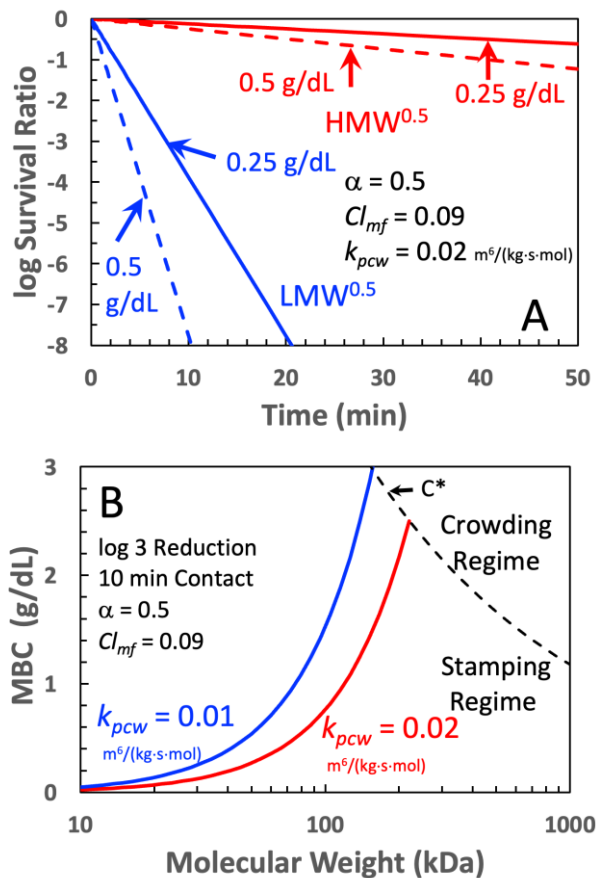 0
-1
-2
-3
-4
-5
-6
-7
-8
log Survival Ratio
0.5 g/dL
0.25 g/dL
HMW^0.5
0.25 g/dL
α = 0.5
Cl_mf = 0.09
k_pcw = 0.02 m⁶/(kg·s·mol)
0.5
g/dL
LMW^0.5
A
0 10 20 30 40 50
Time (min)
3
2
1
0
MBC (g/dL)
B
C*
Crowding
Regime
log 3 Reduction
10 min Contact
α = 0.5
Cl_mf = 0.09
Stamping
Regime
k_pcw = 0.01
m⁶/(kg·s·mol)
k_pcw = 0.02
m⁶/(kg·s·mol)
10 100 1000
Molecular Weight (kDa)